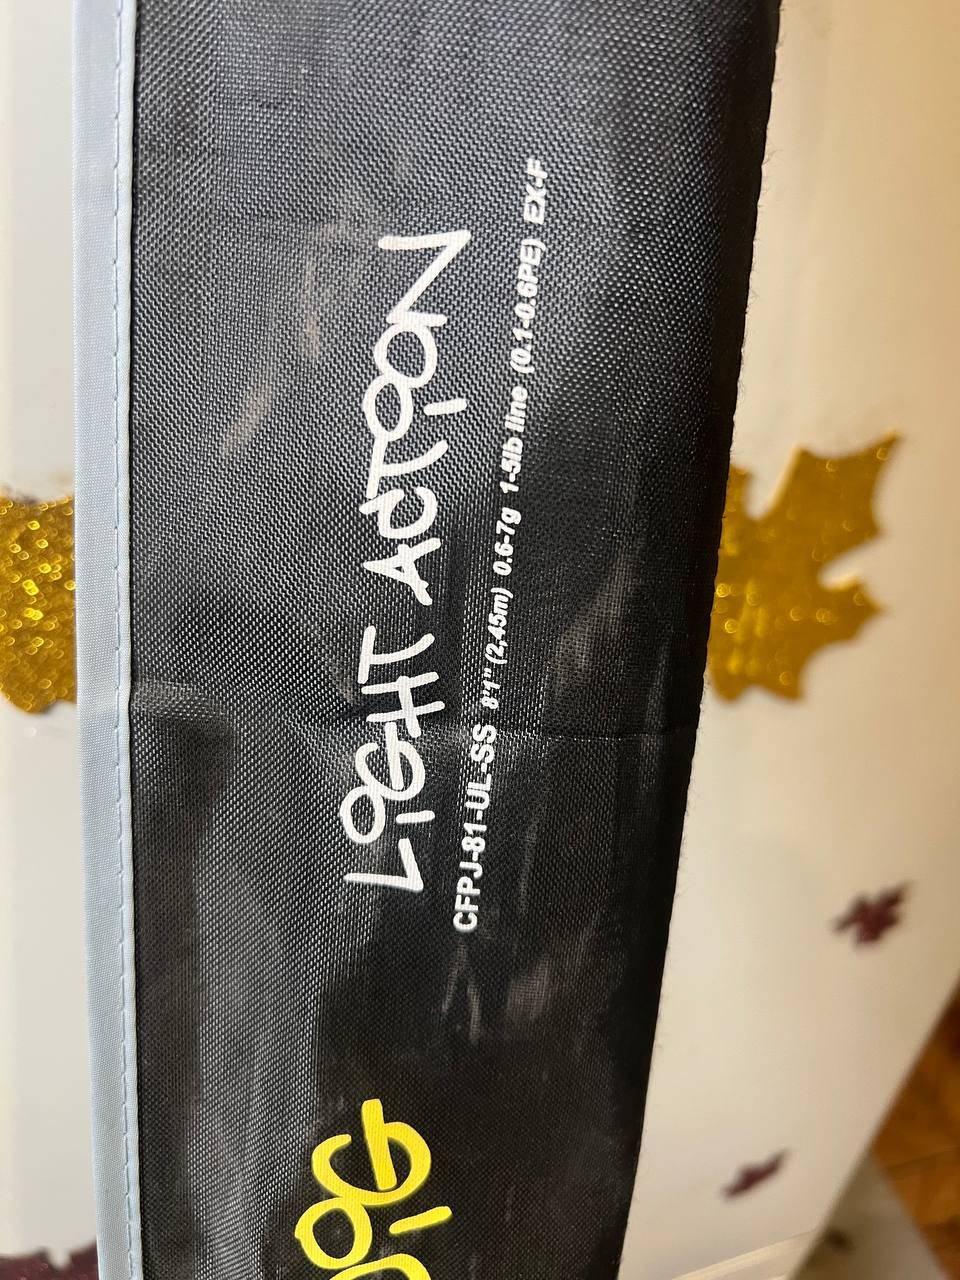 LIGHT ACTION
CFPJ-81-UL-SS 8'1" (2,45m) 0.6-7g 1-5lb line (0.1-0.6PE) EX-F